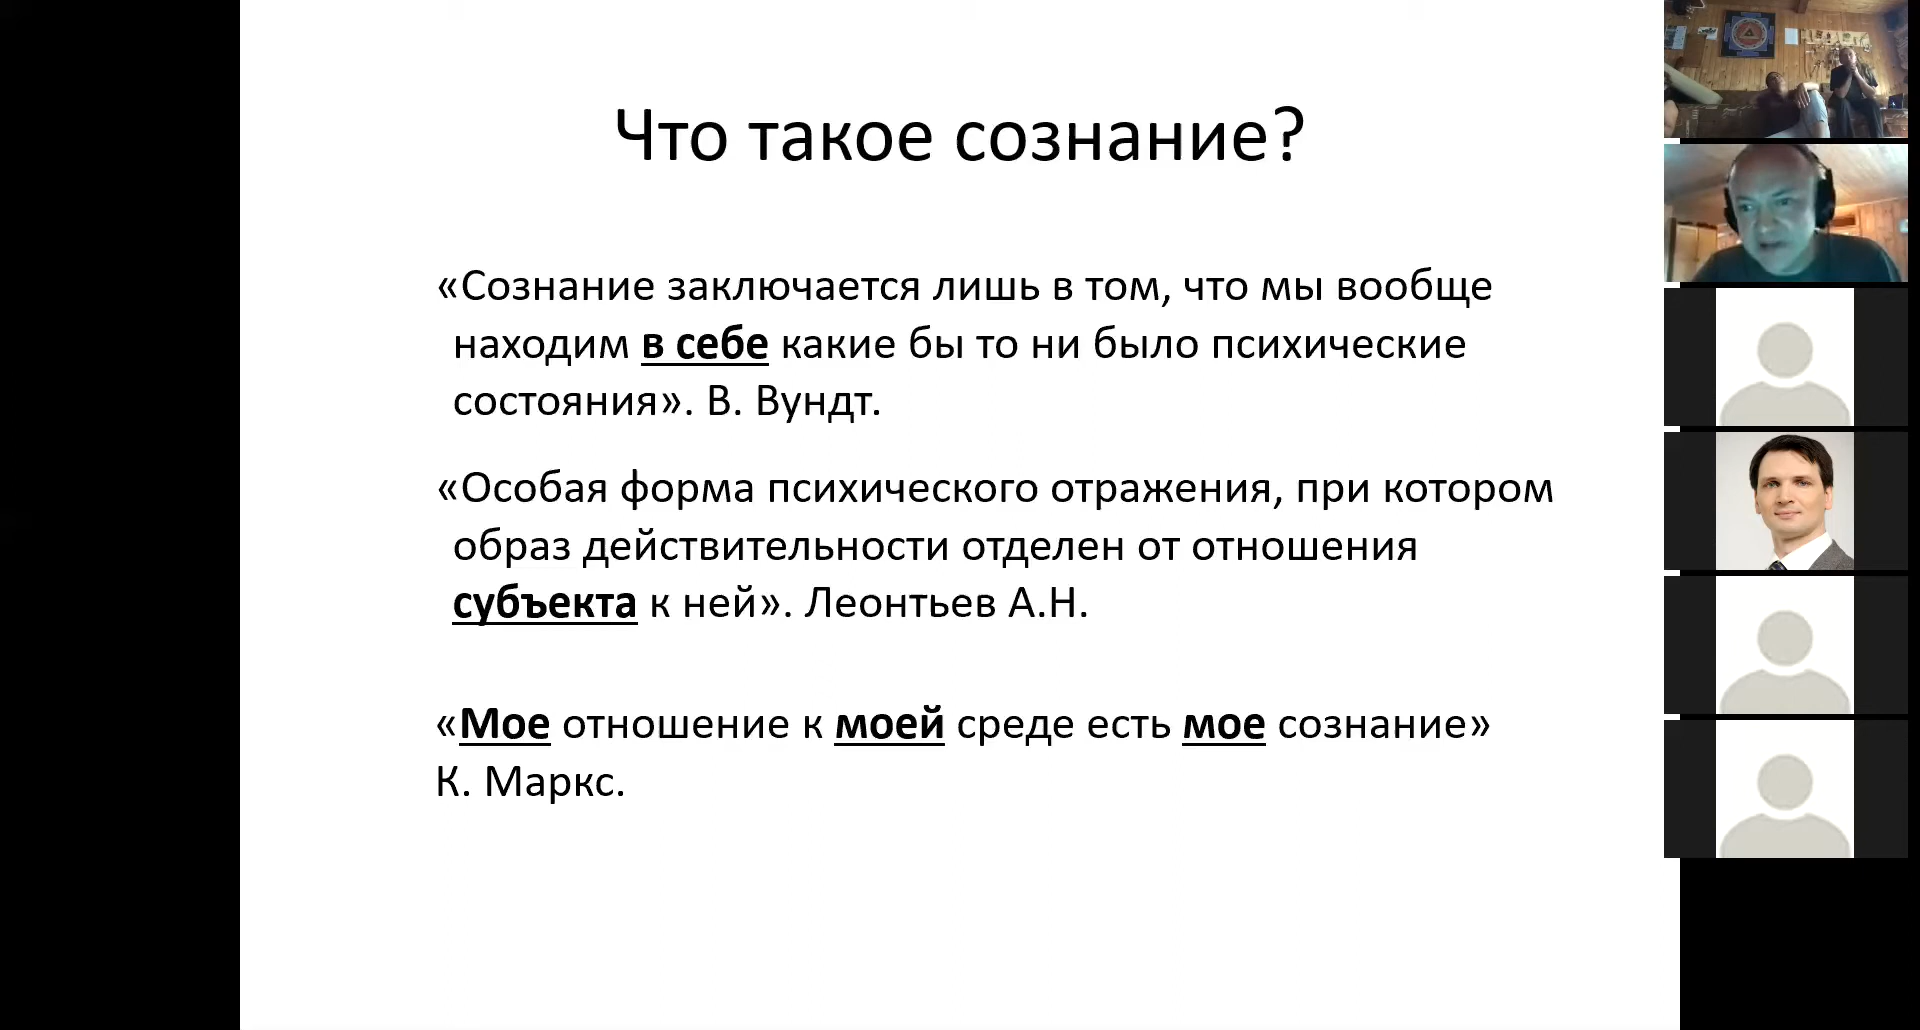 Что такое сознание?
«Сознание заключается лишь в том, что мы вообще
находим в себе какие бы то ни было психические
состояния». В. Вундт.
«Особая форма психического отражения, при котором
образ действительности отделен от отношения
субъекта к ней». Леонтьев А.Н.
«Мое отношение к моей среде есть мое сознание»
К. Маркс.